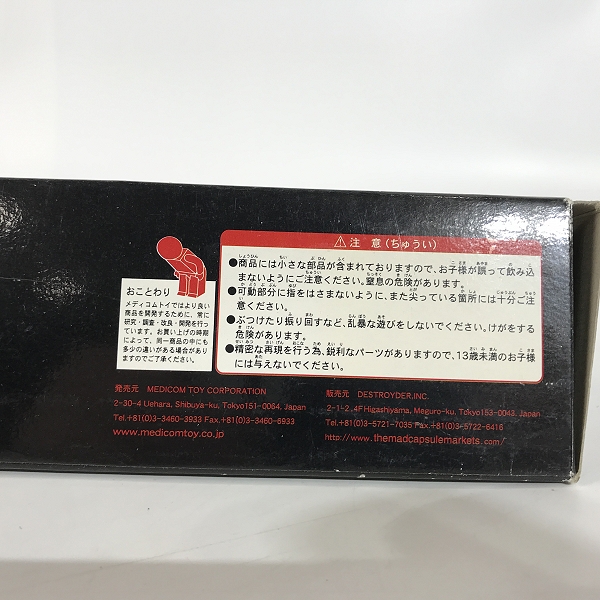 おことわり
メディコムトイではより良い
商品を開発するために、常に
研究・調査・改良・開発を行っ
ています。お買い上げの時期
によって、同一商品の中にも
多少の違いがある場合があり
ますのでご了承ください。
⚠注 意(ちゅうい)
●商品には小さな部品が含まれておりますので、お子様が誤って飲み込
まないようにご注意ください。窒息の危険があります。
●可動部分に指をはさまないように、また尖っている箇所には十分ご注
意ください。
●ぶつけたり振り回すなど、乱暴な遊びをしないでください。けがをする
危険があります。
●精密な再現を行う為、鋭利なパーツがありますので、13歳未満のお子様
には与えないでください。
発売元 MEDICOM TOY CORPORATION
2-30-4 Uehara, Shibuya-ku, Tokyo151-0064, Japan
Tel.+81(0)3-3460-3933 Fax.+81(0)3-3460-6933
www.medicomtoy.co.jp
販売元 DESTROYDER.INC.
2-1-2.4F Higashiyama, Meguro-ku, Tokyo153-0043, Japan
Tel.+81(0)3-5721-7035 Fax.+81(0)3-5722-6416
http://www.themadcapsulemarkets.com/